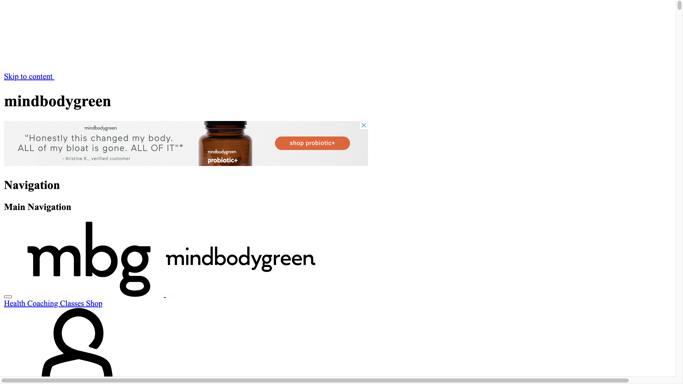 Skip to content
mindbodygreen
mindbodygreen
"Honestly this changed my body.
ALL of my bloat is gone. ALL OF IT"*
- Kristine K., verified customer
mindbodygreen
probiotic+
shop probiotic+
Navigation
Main Navigation
mbg
mindbodygreen
Health Coaching Classes Shop